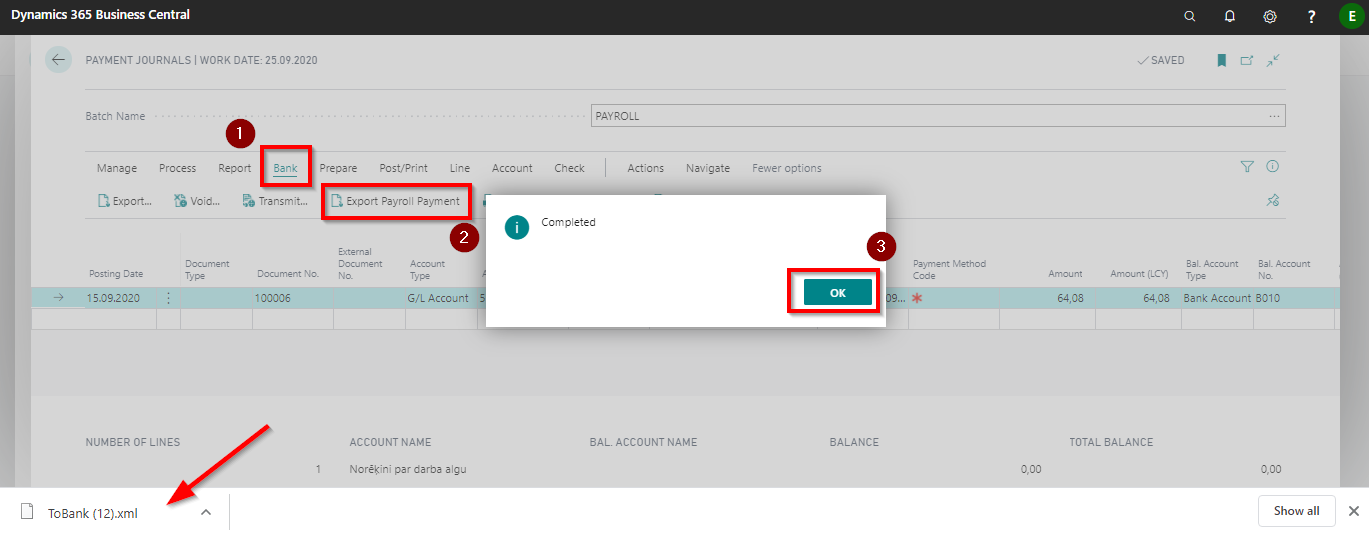 Dynamics 365 Business Central
? E
PAYMENT JOURNALS | WORK DATE: 25.09.2020
SAVED
Batch Name
PAYROLL
1
Manage Process Report Bank Prepare Post/Print Line Account Check Actions Navigate Fewer options
Export... Void... Transmit... Export Payroll Payment
2
Completed
3
OK
Posting Date Document Type Document No. External Document No. Account Type Payment Method Code Amount Amount (LCY) Bal. Account Type Bal. Account No.
15.09.2020 100006 G/L Account 5 09... 64,08 64,08 Bank Account B010
NUMBER OF LINES ACCOUNT NAME BAL. ACCOUNT NAME BALANCE TOTAL BALANCE
1 Norēķini par darba algu 0,00 0,00
ToBank (12).xml Show all